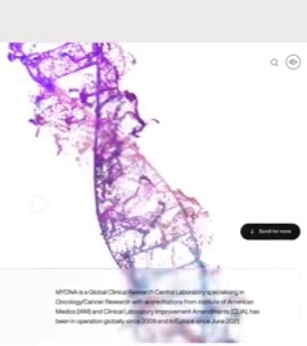 Scroll for more
MYDNA is a Global Clinical Research Central Laboratory specialising in
Oncology/Cancer Research with accreditations from Institute of American
Medics (IAM) and Clinical Laboratory Improvement Amendments (CLIA), has
been in operation globally since 2009 and in Europe since June 2021